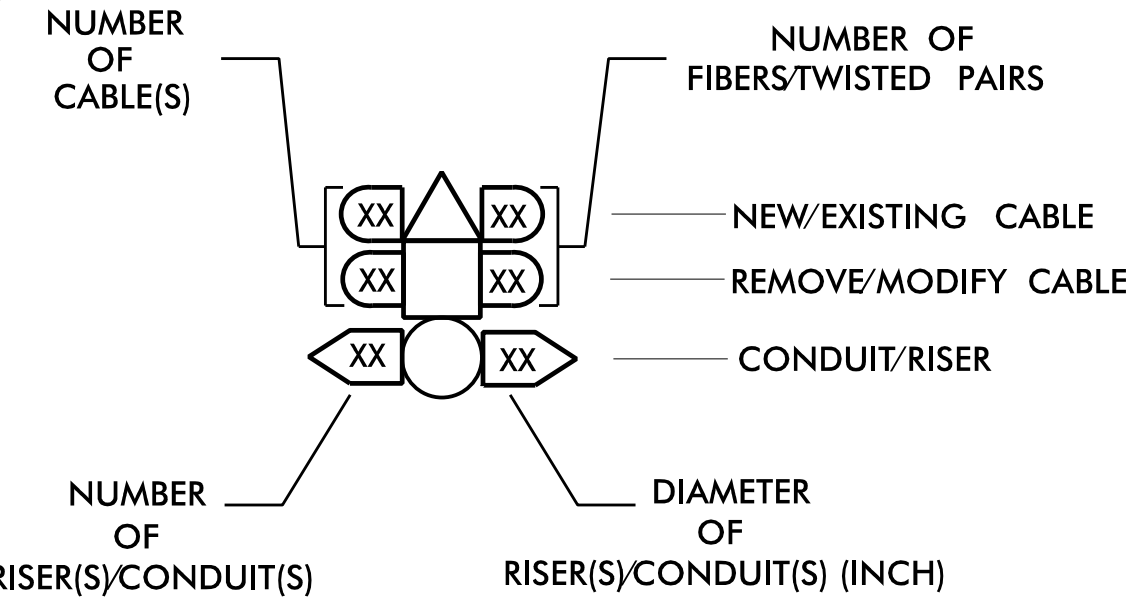 NUMBER
OF
CABLE(S)
NUMBER OF
FIBERS/TWISTED PAIRS
XX XX
NEW/EXISTING CABLE
XX XX
REMOVE/MODIFY CABLE
XX XX
CONDUIT/RISER
NUMBER
OF
RISER(S)/CONDUIT(S)
DIAMETER
OF
RISER(S)/CONDUIT(S) (INCH)